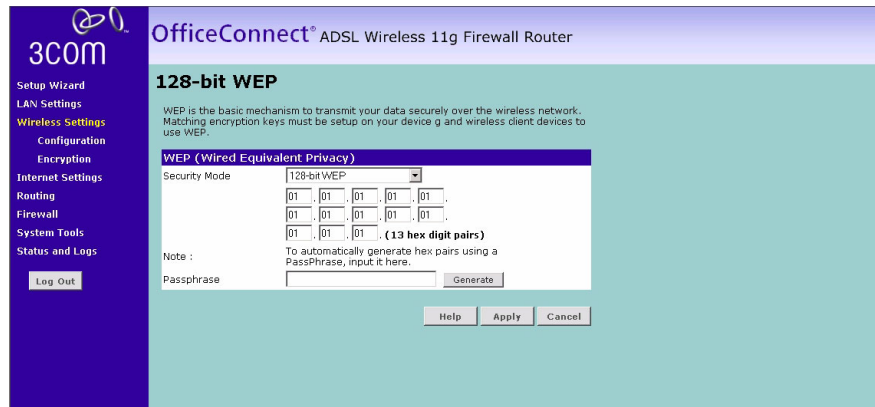 3COM
OfficeConnect® ADSL Wireless 11g Firewall Router
Setup Wizard
LAN Settings
Wireless Settings
Configuration
Encryption
Internet Settings
Routing
Firewall
System Tools
Status and Logs
Log Out
128-bit WEP
WEP is the basic mechanism to transmit your data securely over the wireless network.
Matching encryption keys must be setup on your device g and wireless client devices to
use WEP.
WEP (Wired Equivalent Privacy)
Security Mode 128-bit WEP
01 . 01 . 01 . 01 . 01 .
01 . 01 . 01 . 01 . 01 .
01 . 01 . 01 . (13 hex digit pairs)
Note : To automatically generate hex pairs using a
PassPhrase, input it here.
Passphrase Generate
Help Apply Cancel